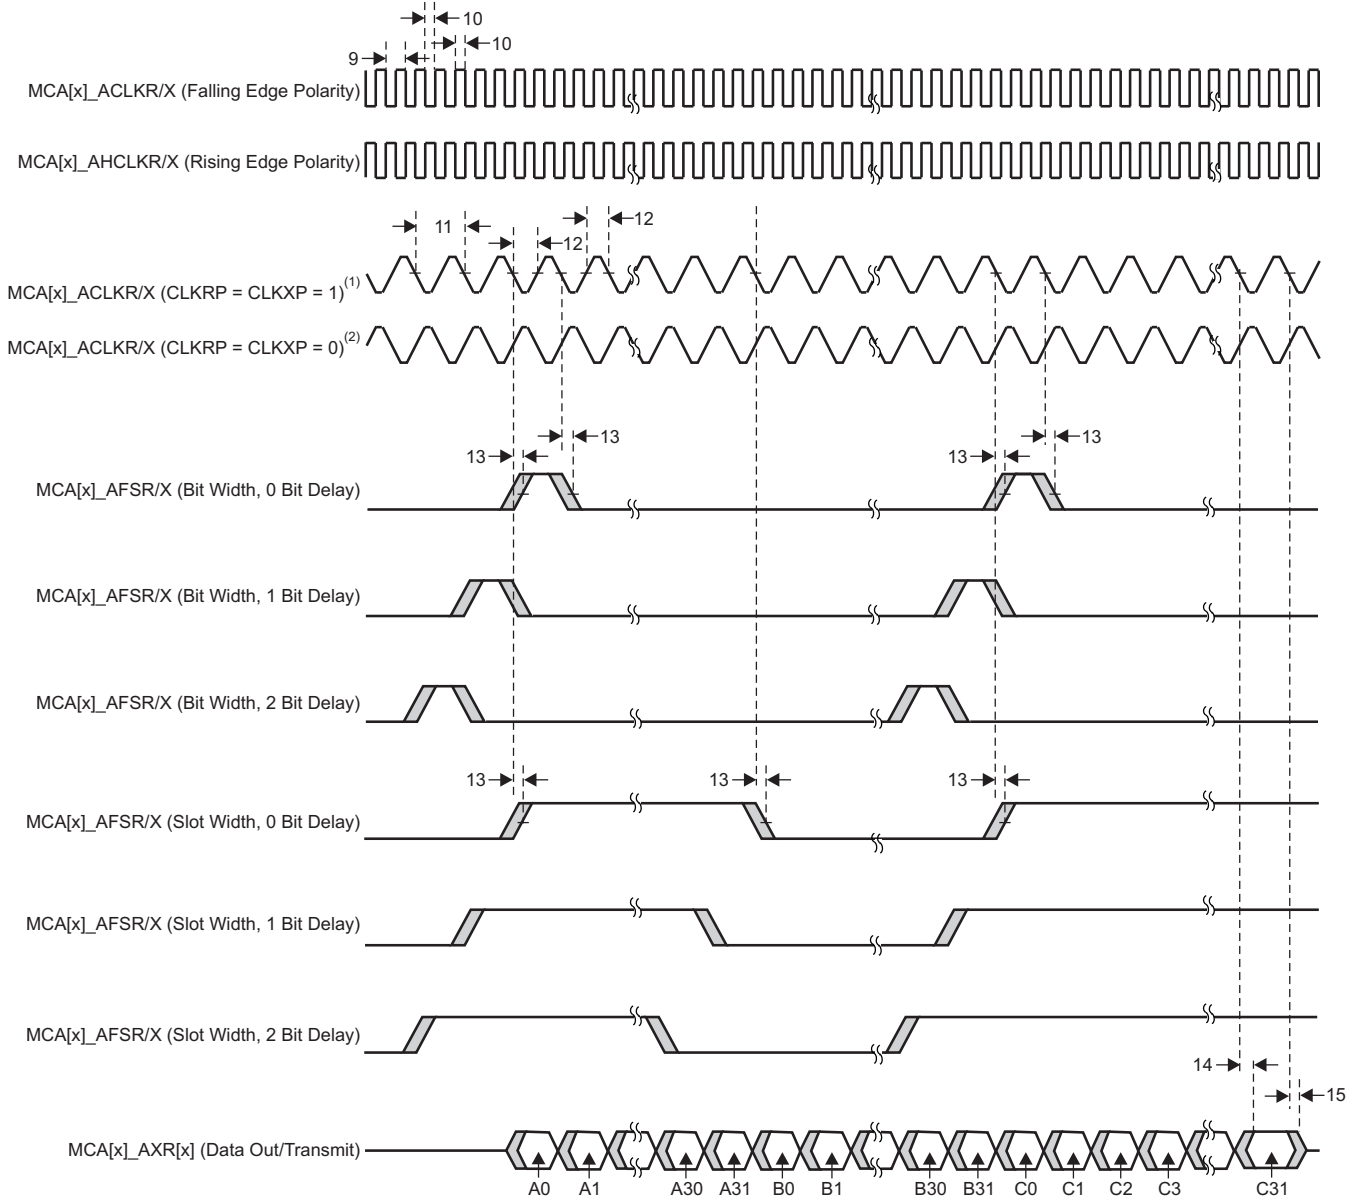 10
10
9
MCA[x]_ACLKR/X (Falling Edge Polarity)
MCA[x]_AHCLKR/X (Rising Edge Polarity)
11
12
12
MCA[x]_ACLKR/X (CLKRP = CLKXP = 1)(1)
MCA[x]_ACLKR/X (CLKRP = CLKXP = 0)(2)
13
13
13
13
MCA[x]_AFSR/X (Bit Width, 0 Bit Delay)
MCA[x]_AFSR/X (Bit Width, 1 Bit Delay)
MCA[x]_AFSR/X (Bit Width, 2 Bit Delay)
13
13
13
MCA[x]_AFSR/X (Slot Width, 0 Bit Delay)
MCA[x]_AFSR/X (Slot Width, 1 Bit Delay)
MCA[x]_AFSR/X (Slot Width, 2 Bit Delay)
14
15
MCA[x]_AXR[x] (Data Out/Transmit)
A0 A1 A30 A31 B0 B1 B30 B31 C0 C1 C2 C3 C31